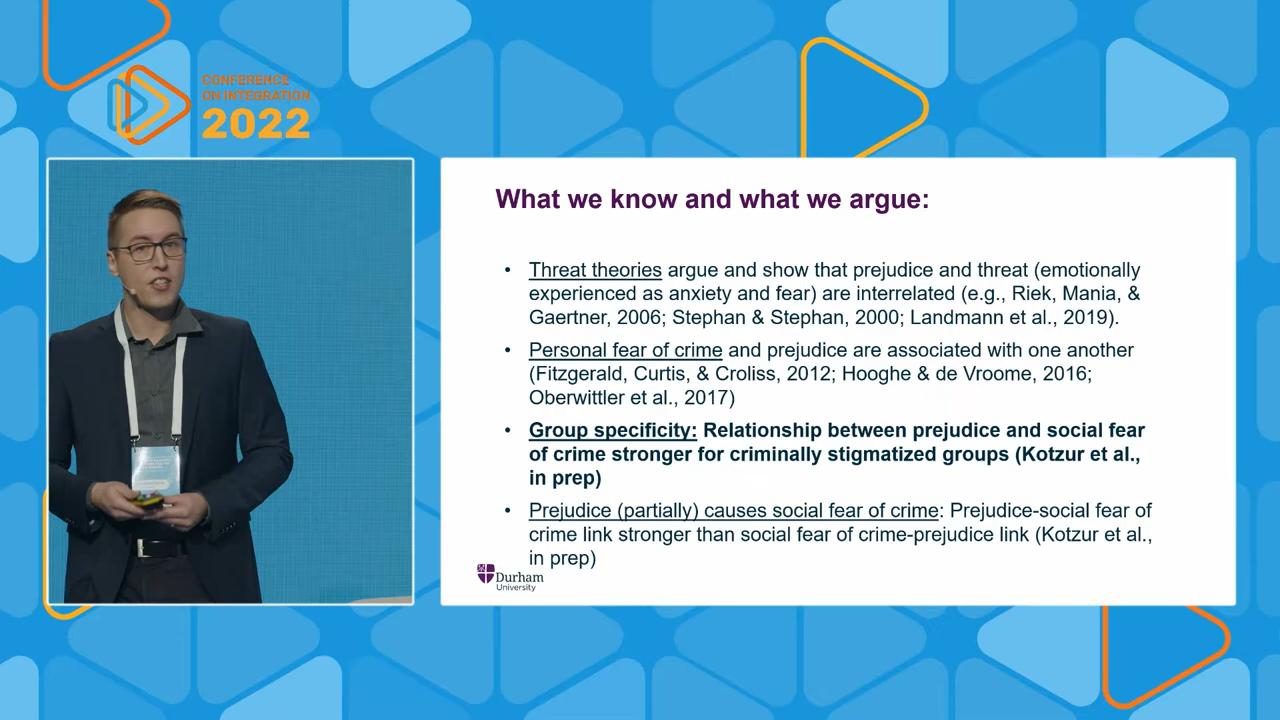 CONFERENCE
ON INTEGRATION
2022
What we know and what we argue:
• Threat theories argue and show that prejudice and threat (emotionally
experienced as anxiety and fear) are interrelated (e.g., Riek, Mania, &
Gaertner, 2006; Stephan & Stephan, 2000; Landmann et al., 2019).
• Personal fear of crime and prejudice are associated with one another
(Fitzgerald, Curtis, & Croliss, 2012; Hooghe & de Vroome, 2016;
Oberwittler et al., 2017)
• Group specificity: Relationship between prejudice and social fear
of crime stronger for criminally stigmatized groups (Kotzur et al.,
in prep)
• Prejudice (partially) causes social fear of crime: Prejudice-social fear of
crime link stronger than social fear of crime-prejudice link (Kotzur et al.,
in prep)
Durham
University